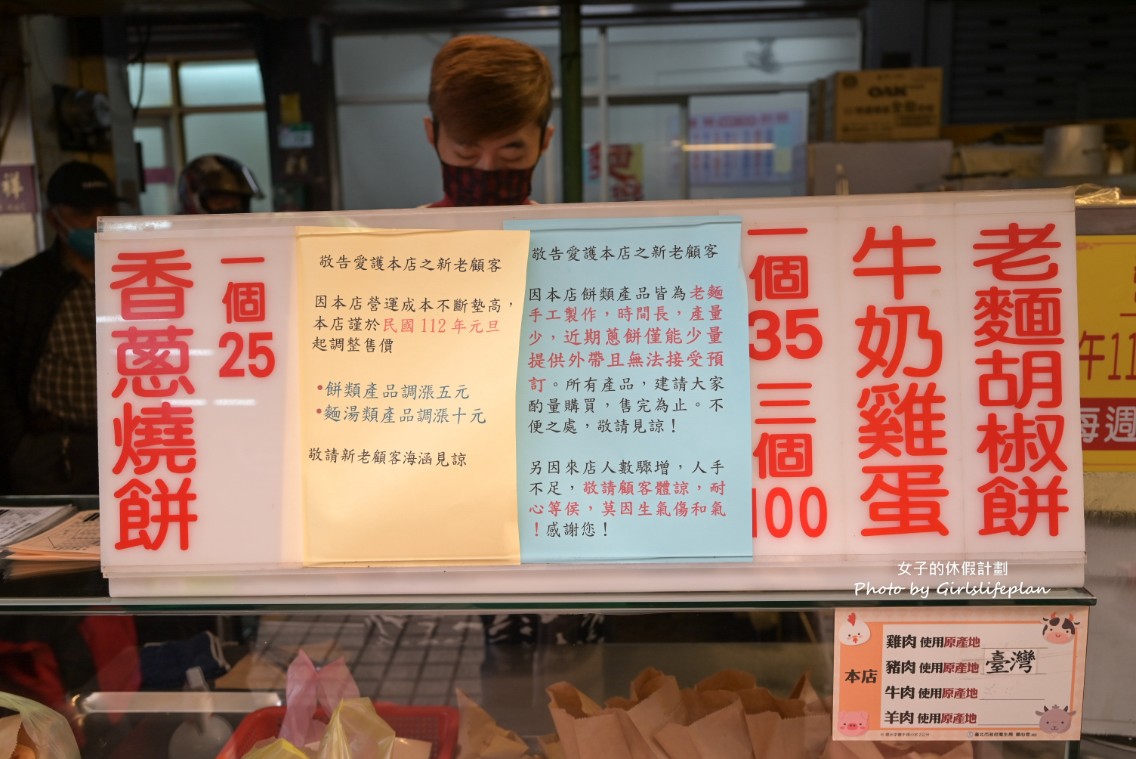 香蔥燒餅
一個
25
敬告愛護本店之新老顧客
因本店營運成本不斷墊高，
本店謹於民國112年元旦
起調整售價
•餅類產品調漲五元
•麵湯類產品調漲十元
敬請新老顧客海涵見諒
敬告愛護本店之新老顧客
因本店餅類產品皆為老麵
手工製作，時間長，產量
少，近期蔥餅僅能少量
提供外帶且無法接受預
訂。所有產品，建請大家
酌量購買，售完為止。不
便之處，敬請見諒！
另因來店人數驟增，人手
不足，敬請顧客體諒，耐
心等侯，莫因生氣傷和氣
！感謝您！
一個
35
三個
100
牛奶雞蛋
老麵胡椒餅
午11
每週
祥
OAK
女子的休假計劃
Photo by Girlslifeplan
本店
雞肉使用原產地
豬肉使用原產地 臺灣
牛肉使用原產地
羊肉使用原產地